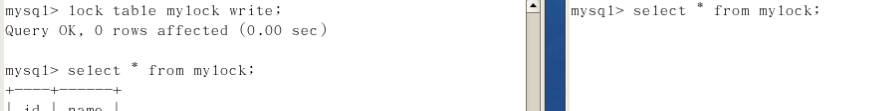 mysql> lock table mylock write;
Query OK, 0 rows affected (0.00 sec)
mysql> select * from mylock;
+----+------+
| id | name |
mysql> select * from mylock;